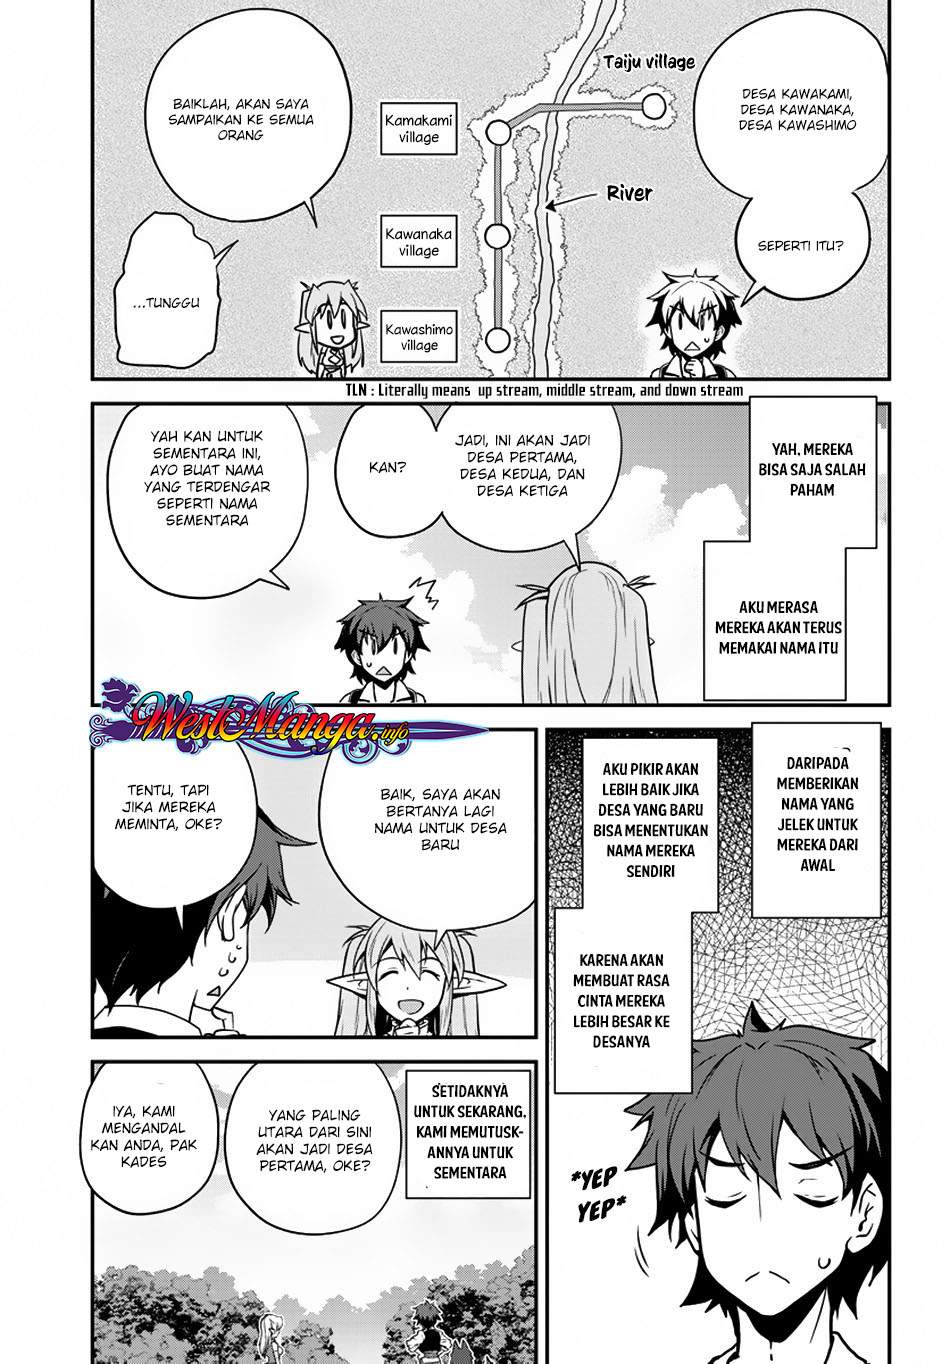 DESA KAWAKAMI,
DESA KAWANAKA,
DESA KAWASHIMO
SEPERTI ITU?
Taiju village
River
Kamakami
village
Kawanaka
village
Kawashimo
village
BAIKLAH, AKAN SAYA
SAMPAIKAN KE SEMUA
ORANG
...TUNGGU
TLN : Literally means up stream, middle stream, and down stream
YAH, MEREKA
BISA SAJA SALAH
PAHAM
AKU MERASA
MEREKA AKAN TERUS
MEMAKAI NAMA ITU
JADI, INI AKAN JADI
DESA PERTAMA,
DESA KEDUA, DAN
DESA KETIGA
KAN?
YAH KAN UNTUK
SEMENTARA INI,
AYO BUAT NAMA
YANG TERDENGAR
SEPERTI NAMA
SEMENTARA
WestManga.info
DARIPADA
MEMBERIKAN
NAMA YANG
JELEK UNTUK
MEREKA DARI
AWAL
AKU PIKIR AKAN
LEBIH BAIK JIKA
DESA YANG BARU
BISA MENENTUKAN
NAMA MEREKA
SENDIRI
KARENA AKAN
MEMBUAT RASA
CINTA MEREKA
LEBIH BESAR KE
DESANYA
*YEP
YEP*
BAIK, SAYA AKAN
BERTANYA LAGI
NAMA UNTUK DESA
BARU
TENTU, TAPI
JIKA MEREKA
MEMINTA, OKE?
SETIDAKNYA
UNTUK SEKARANG,
KAMI MEMUTUSK-
ANNYA UNTUK
SEMENTARA
YANG PALING
UTARA DARI SINI
AKAN JADI DESA
PERTAMA, OKE?
IYA, KAMI
MENGANDAL
KAN ANDA, PAK
KADES